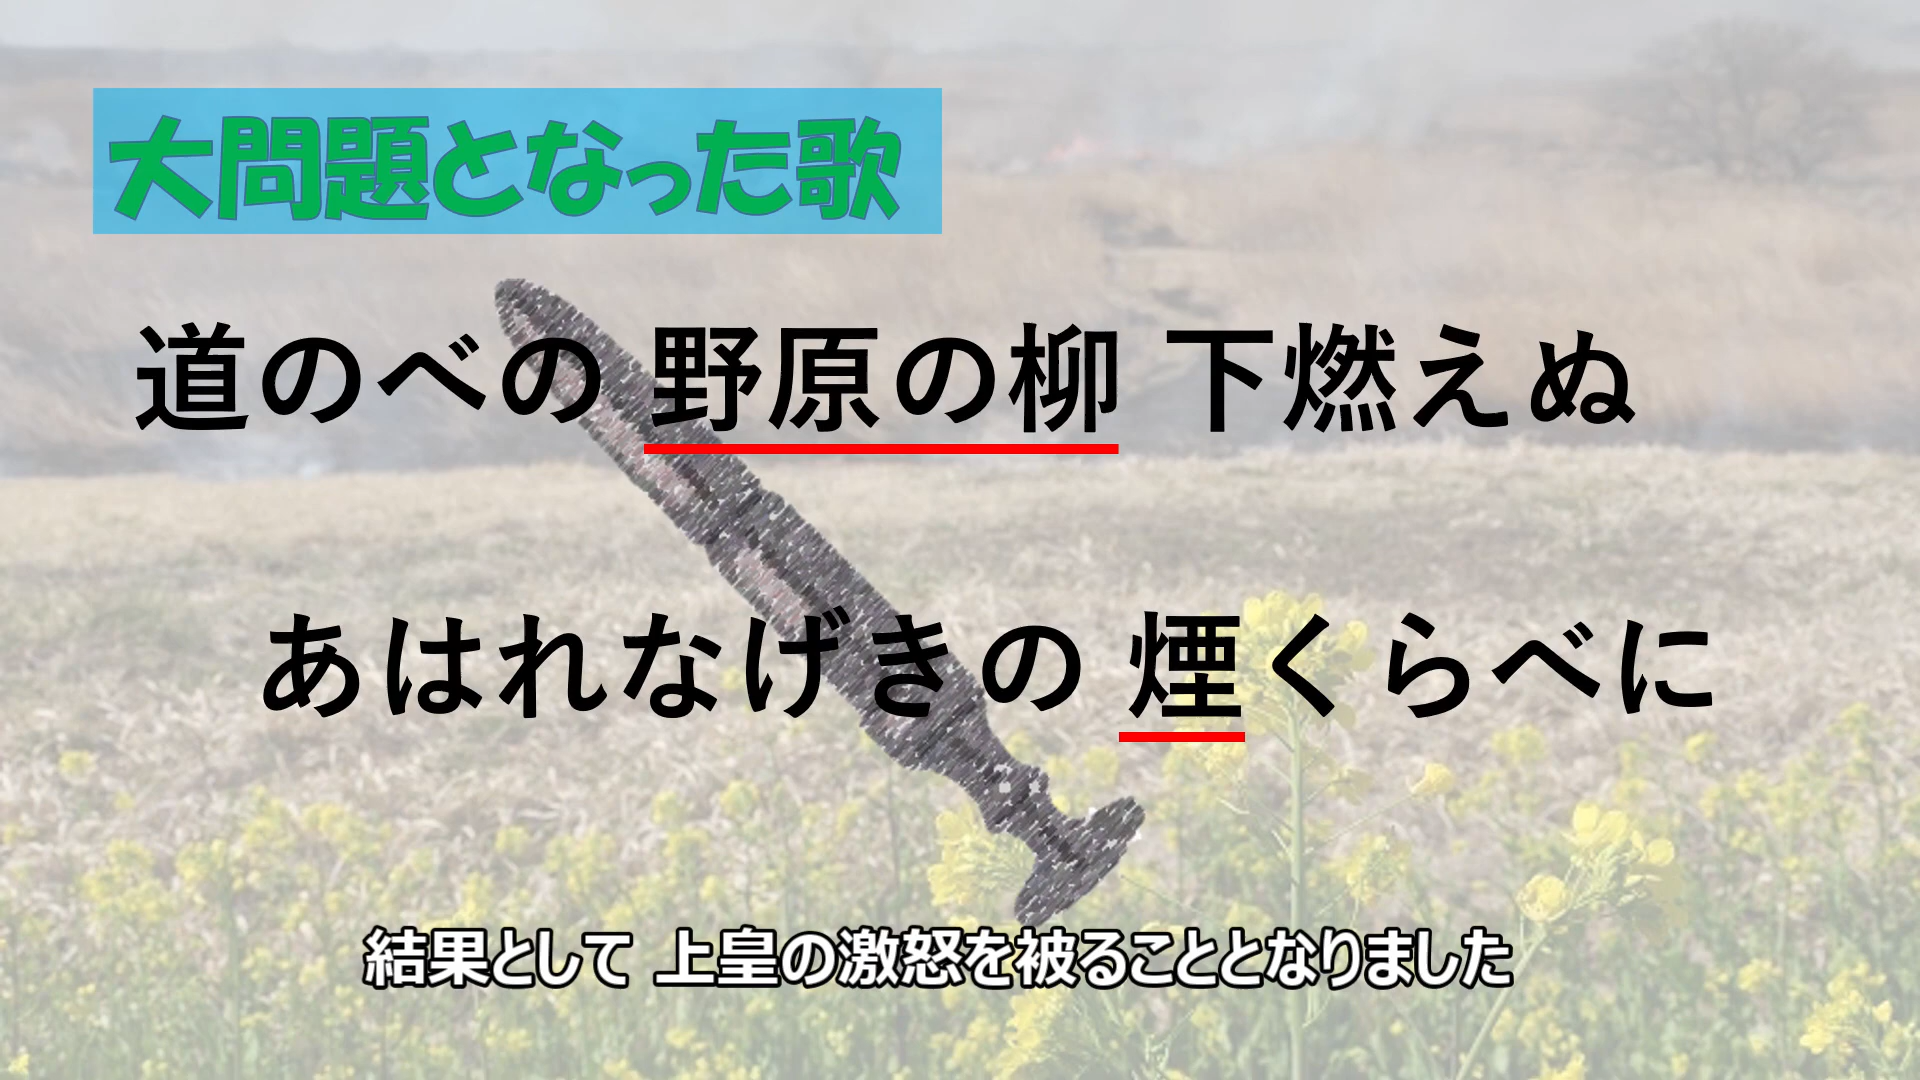 大問題となった歌
道のべの 野原の柳 下燃えぬ
あはれなげきの 煙くらべに
結果として 上皇の激怒を被ることとなりました